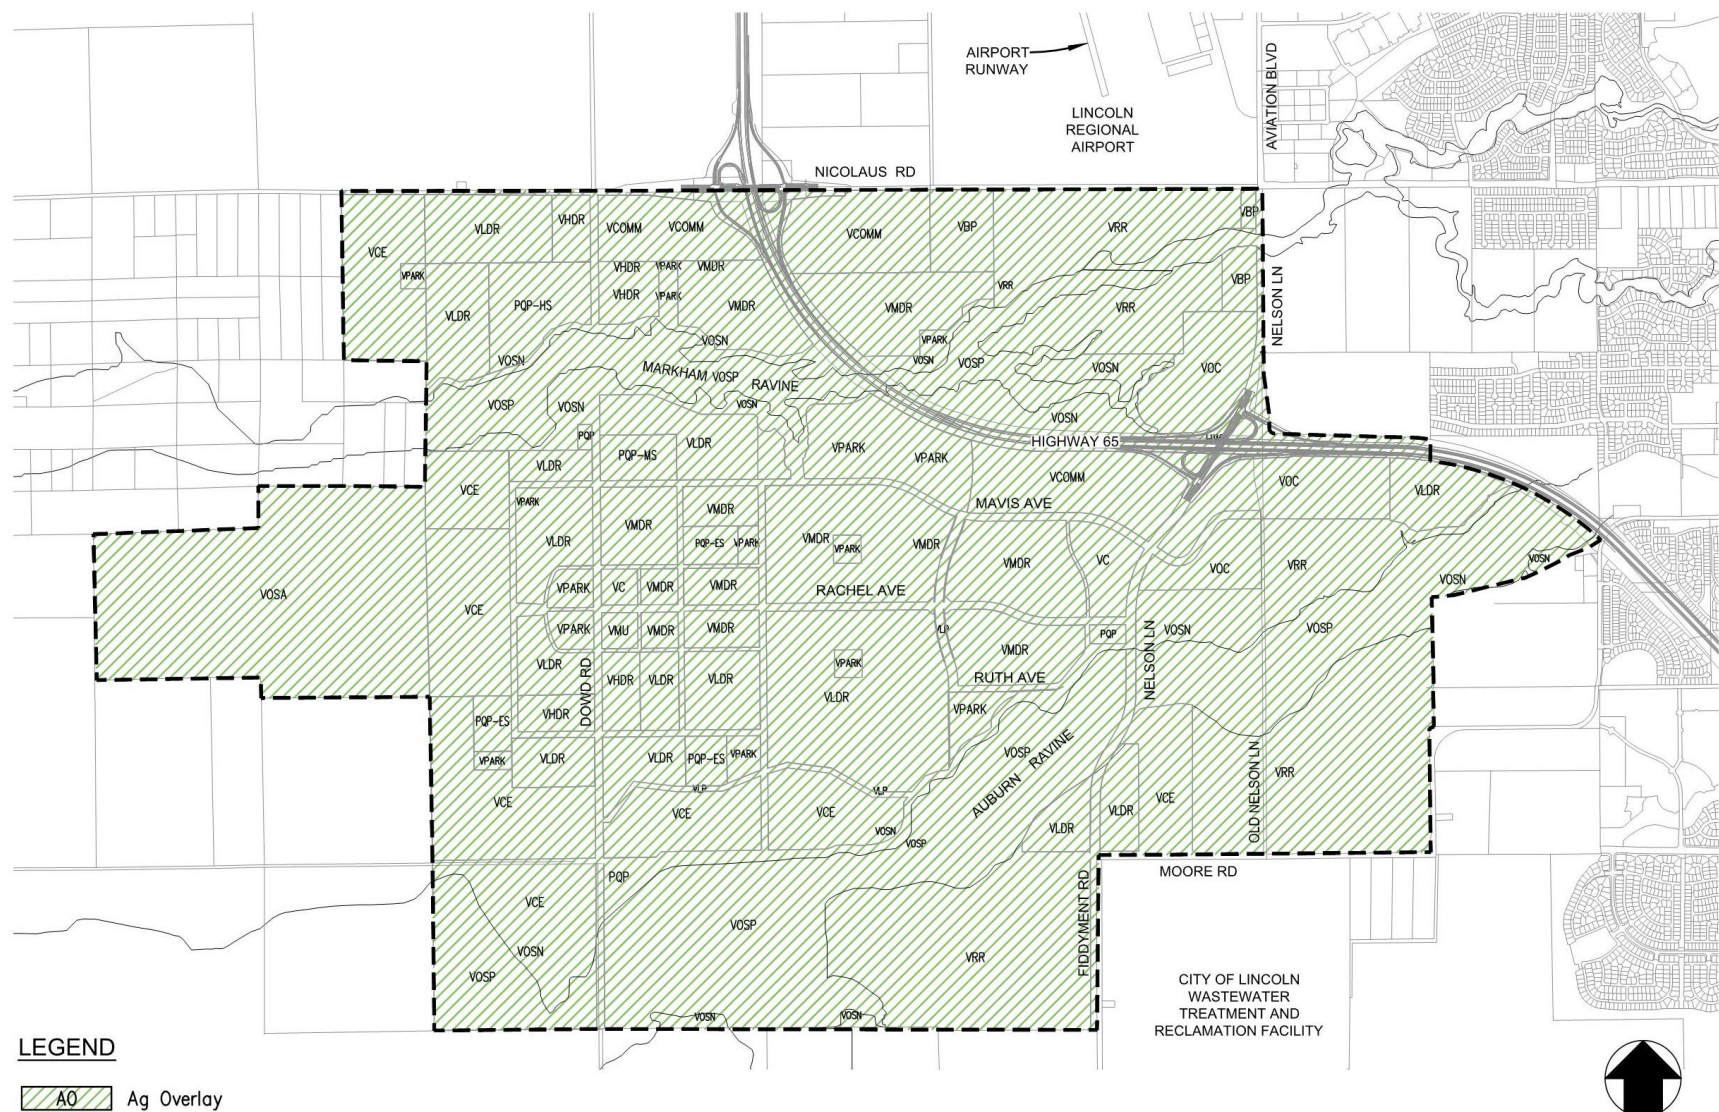 AIRPORT
RUNWAY
AVIATION BLVD
LINCOLN
REGIONAL
AIRPORT
NICOLAUS RD
VCE
VLDR
VHDR
VCOMM
VCOMM
VCOMM
VBP
VRR
VBP
VPARK
VLDR
PQP-HS
VHDR
VPARK
VMDR
VHDR
VPARK
VMDR
VMDR
VRR
VRR
VBP
NELSON LN
VOSN
VOSN
VPARK
VOSN
VOSP
VOSN
VOC
MARKHAM
VOSP
RAVINE
VOSP
VOSN
VOSN
VOSN
PQP
VLDR
HIGHWAY 65
VLDR
PQP-MS
VPARK
VPARK
VCOMM
VOC
VLDR
VCE
VPARK
VMDR
VMDR
MAVIS AVE
VLDR
PQP-ES
VPARK
VMDR
VPARK
VMDR
VMDR
VC
VOC
VRR
VOSN
VOSN
VOSA
VCE
VPARK
VC
VMDR
VMDR
RACHEL AVE
VPARK
VMU
VMDR
VMDR
VLP
PQP
VOSN
VOSP
VLDR
DOWD RD
VHDR
VLDR
VLDR
VPARK
VLDR
VMDR
RUTH AVE
NELSON LN
VPARK
PQP-ES
VHDR
VPARK
VLDR
VLDR
PQP-ES
VPARK
VOSP
AUBURN RAVINE
OLD NELSON LN
VRR
VCE
VLP
VCE
VLP
VCE
VOSN
VOSP
VLDR
VLDR
VCE
MOORE RD
PQP
VCE
VOSN
VOSP
VOSP
VRR
FIDDYMENT RD
VOSN
VOSN
CITY OF LINCOLN
WASTEWATER
TREATMENT AND
RECLAMATION FACILITY
LEGEND
AO Ag Overlay